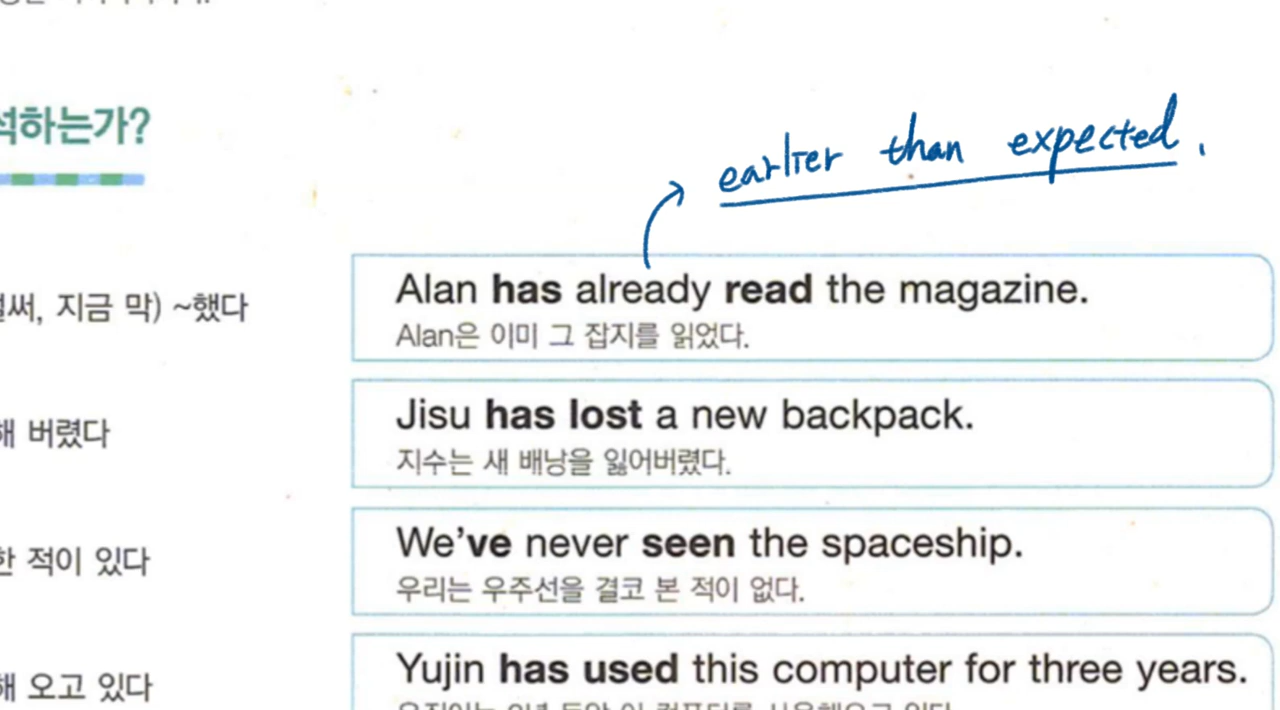 석하는가?
earlier than expected.
써, 지금 막) ~했다
Alan has already read the magazine.
Alan은 이미 그 잡지를 읽었다.
해 버렸다
Jisu has lost a new backpack.
지수는 새 배낭을 잃어버렸다.
한 적이 있다
We've never seen the spaceship.
우리는 우주선을 결코 본 적이 없다.
해 오고 있다
Yujin has used this computer for three years.